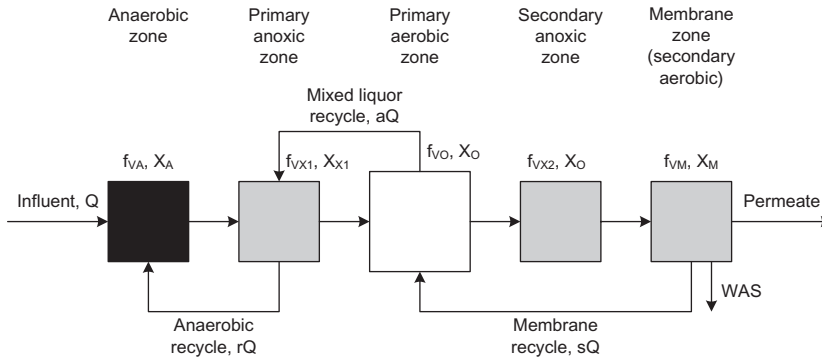 Anaerobic
zone
Primary
anoxic zone
Primary
aerobic zone
Secondary
anoxic zone
Membrane
zone
(secondary
aerobic)
Mixed liquor
recycle, aQ
f_VA, X_A
f_VX1, X_X1
f_VO, X_O
f_VX2, X_O
f_VM, X_M
Influent, Q
Permeate
WAS
Anaerobic
recycle, rQ
Membrane
recycle, sQ